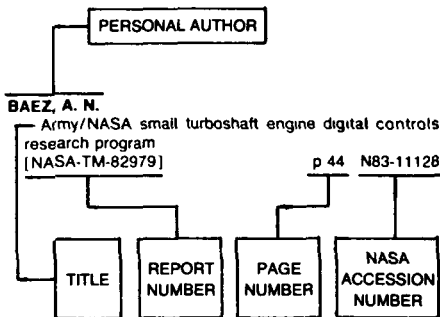 PERSONAL AUTHOR
BAEZ, A. N.
Army/NASA small turboshaft engine digital controls
research program
[NASA-TM-82979] p 44 N83-11128
TITLE
REPORT
NUMBER
PAGE
NUMBER
NASA
ACCESSION
NUMBER